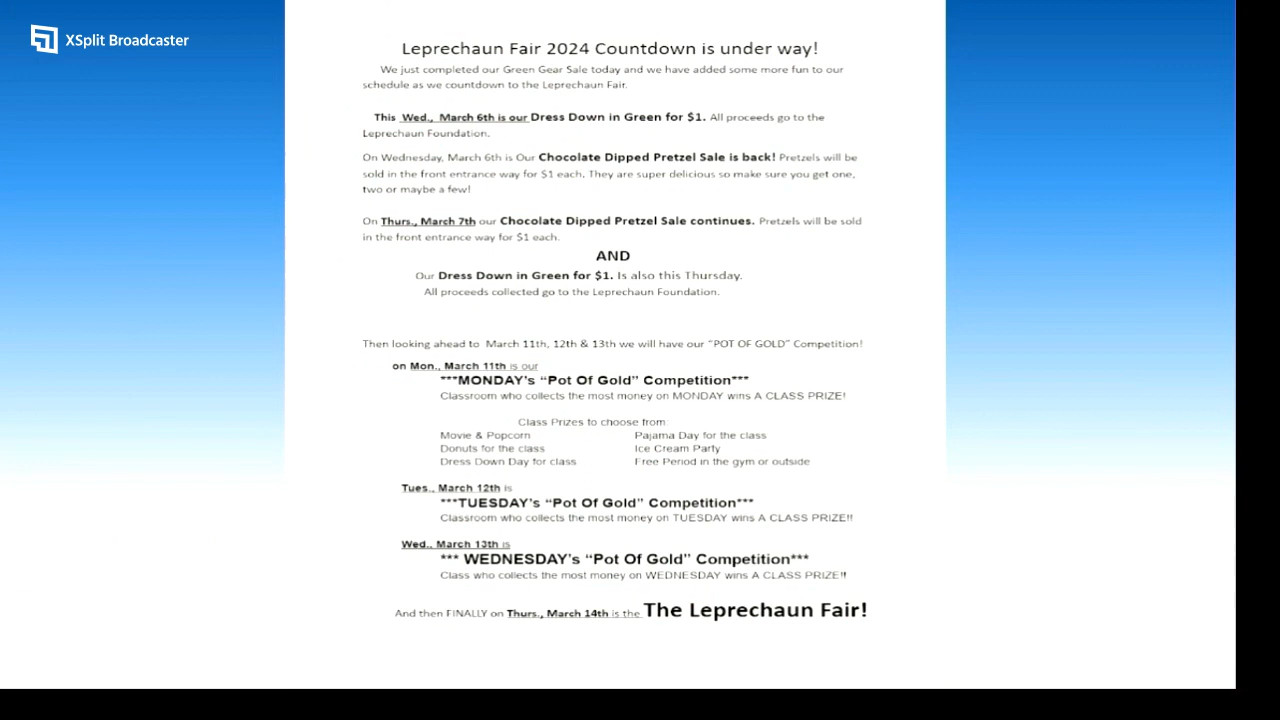 XSplit Broadcaster
Leprechaun Fair 2024 Countdown is under way!
We just completed our Green Gear Sale today and we have added some more fun to our
schedule as we countdown to the Leprechaun Fair.
This Wed., March 6th is our Dress Down in Green for $1. All proceeds go to the
Leprechaun Foundation.
On Wednesday, March 6th is Our Chocolate Dipped Pretzel Sale is back! Pretzels will be
sold in the front entrance way for $1 each. They are super delicious so make sure you get one,
two or maybe a few!
On Thurs., March 7th our Chocolate Dipped Pretzel Sale continues. Pretzels will be sold
in the front entrance way for $1 each.
AND
Our Dress Down in Green for $1. Is also this Thursday.
All proceeds collected go to the Leprechaun Foundation.
Then looking ahead to March 11th, 12th & 13th we will have our "POT OF GOLD" Competition!
on Mon., March 11th is our
***MONDAY's "Pot Of Gold" Competition***
Classroom who collects the most money on MONDAY wins A CLASS PRIZE!
Class Prizes to choose from
Movie & Popcorn Pajama Day for the class
Donuts for the class Ice Cream Party
Dress Down Day for class Free Period in the gym or outside
Tues., March 12th is
***TUESDAY's "Pot Of Gold" Competition***
Classroom who collects the most money on TUESDAY wins A CLASS PRIZE!!
Wed., March 13th is
*** WEDNESDAY's "Pot Of Gold" Competition***
Class who collects the most money on WEDNESDAY wins A CLASS PRIZE!!
And then FINALLY on Thurs., March 14th is the The Leprechaun Fair!